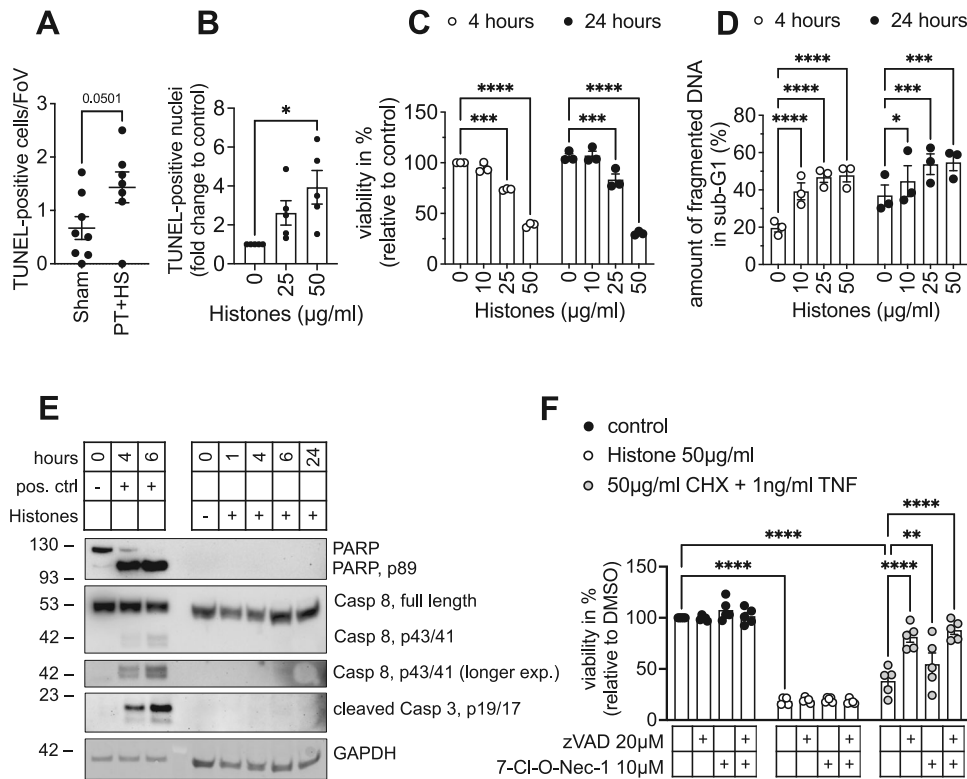 A
TUNEL-positive cells/FoV
0.0501
3
2
1
0
Sham
PT+HS
B
TUNEL-positive nuclei
(fold change to control)
*
8
6
4
2
0
0
25
50
Histones (µg/ml)
C
4 hours
24 hours
viability in %
(relative to control)
****
***
****
***
150
125
100
75
50
25
0
0
10
25
50
0
10
25
50
Histones (µg/ml)
D
4 hours
24 hours
amount of fragmented DNA
in sub-G1 (%)
****
****
****
***
***
*
80
60
40
20
0
0
10
25
50
0
10
25
50
Histones (µg/ml)
E
hours 0 4 6 0 1 4 6 24
pos. ctrl - + +
Histones - + + + +
130
93
PARP
PARP, p89
53
42
Casp 8, full length
Casp 8, p43/41
42
Casp 8, p43/41 (longer exp.)
23
cleaved Casp 3, p19/17
42
GAPDH
F
control
Histone 50µg/ml
50µg/ml CHX + 1ng/ml TNF
viability in %
(relative to DMSO)
****
****
****
**
****
150
100
50
0
zVAD 20µM + + + + + +
7-Cl-O-Nec-1 10µM + + + + + +